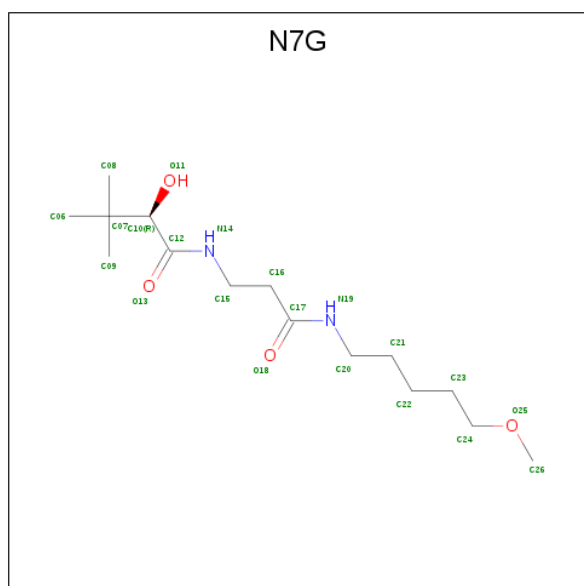 N7G
C08
O11
OH
C06
C07
C10(R)
C12
H
N
N14
C09
O
O13
C15
C16
C17
H
N
N19
O
O18
C20
C21
C22
C23
C24
O
O25
C26